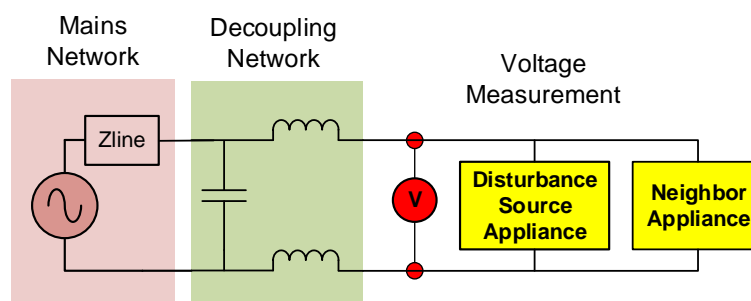 Mains
Network
Decoupling
Network
Voltage
Measurement
Zline
V
Disturbance
Source
Appliance
Neighbor
Appliance